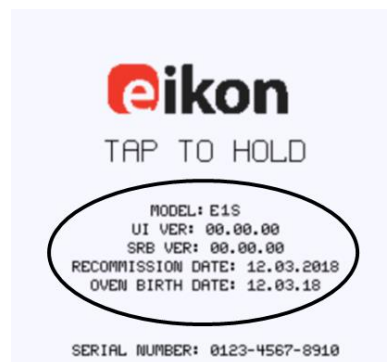 eikon
TAP TO HOLD
MODEL: E1S
UI VER: 00.00.00
SRB VER: 00.00.00
RECOMMISSION DATE: 12.03.2018
OVEN BIRTH DATE: 12.03.18
SERIAL NUMBER: 0123-4567-8910